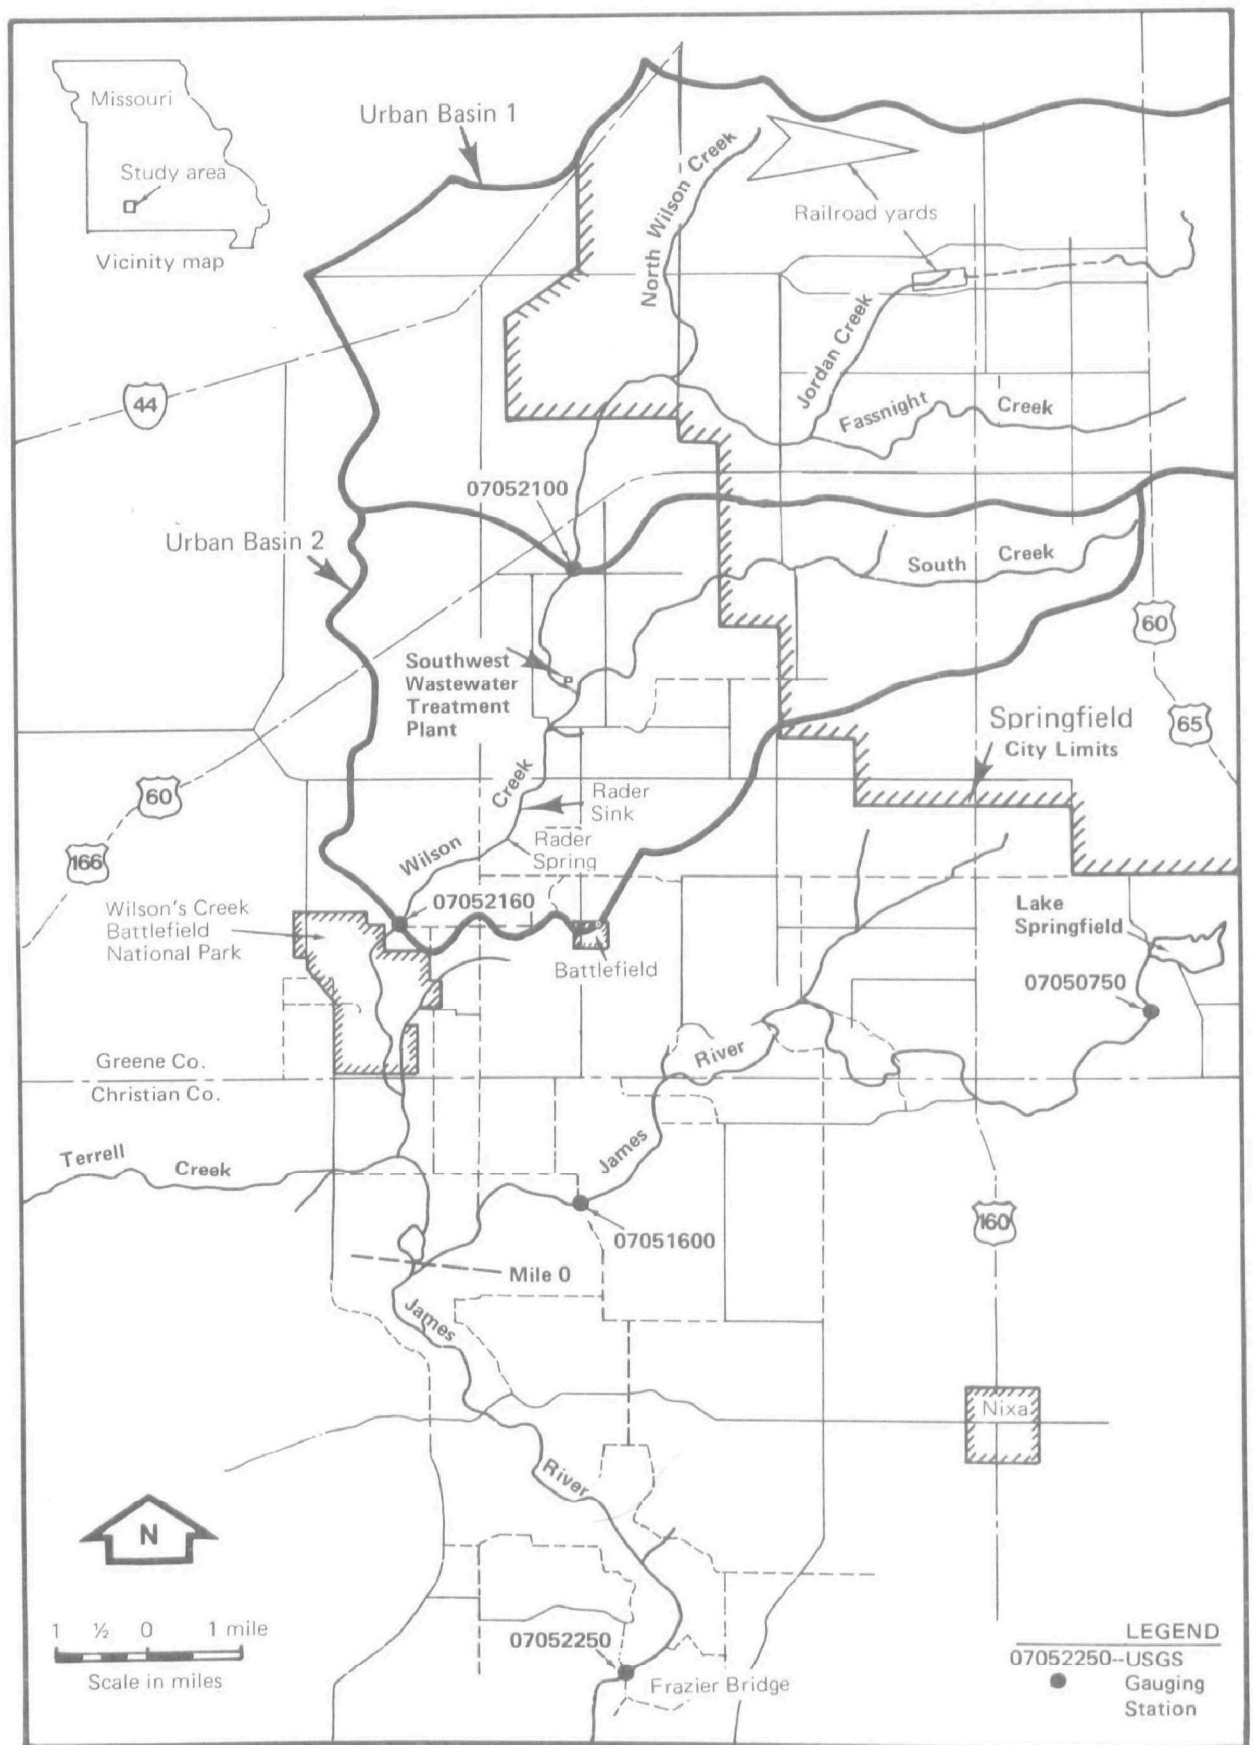 Missouri
Study area
Vicinity map
Urban Basin 1
North Wilson Creek
Railroad yards
Jordan Creek
Fassnight Creek
44
07052100
Urban Basin 2
South Creek
60
Southwest
Wastewater
Treatment
Plant
P
Springfield
City Limits
65
60
166
Wilson Creek
Rader
Sink
Rader
Spring
07052160
Wilson's Creek
Battlefield
National Park
Battlefield
Lake
Springfield
07050750
River
James
Greene Co.
Christian Co.
Terrell Creek
07051600
160
Mile 0
James
River
Nixa
N
1 ½ 0 1 mile
Scale in miles
07052250
Frazier Bridge
LEGEND
07052250--USGS
Gauging
Station